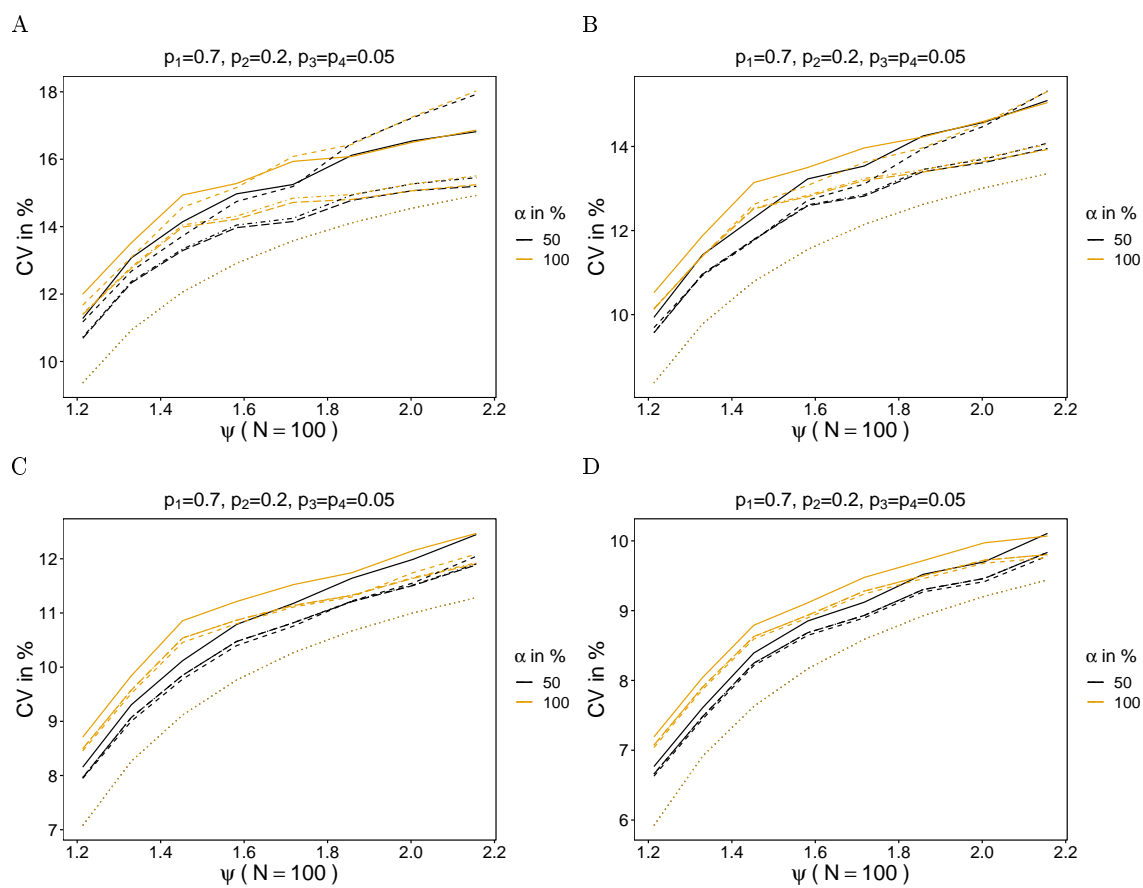 A
p₁=0.7, p₂=0.2, p₃=p₄=0.05
CV in %
18
16
14
12
10
1.2 1.4 1.6 1.8 2.0 2.2
ψ ( N = 100 )
α in %
50
100
B
p₁=0.7, p₂=0.2, p₃=p₄=0.05
CV in %
14
12
10
1.2 1.4 1.6 1.8 2.0 2.2
ψ ( N = 100 )
α in %
50
100
C
p₁=0.7, p₂=0.2, p₃=p₄=0.05
CV in %
12
11
10
9
8
7
1.2 1.4 1.6 1.8 2.0 2.2
ψ ( N = 100 )
α in %
50
100
D
p₁=0.7, p₂=0.2, p₃=p₄=0.05
CV in %
10
9
8
7
6
1.2 1.4 1.6 1.8 2.0 2.2
ψ ( N = 100 )
α in %
50
100